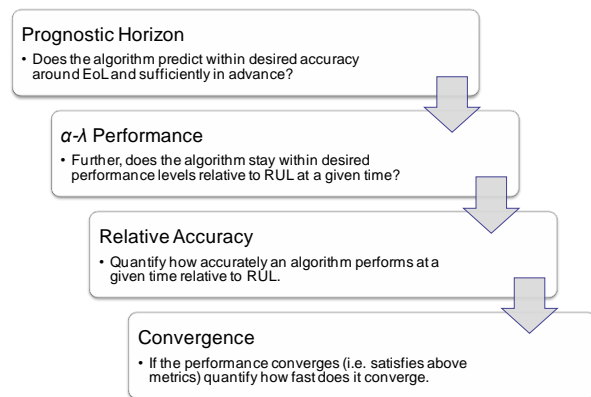 Prognostic Horizon
• Does the algorithm predict within desired accuracy
around EoL and sufficiently in advance?
α-λ Performance
• Further, does the algorithm stay within desired
performance levels relative to RUL at a given time?
Relative Accuracy
• Quantify how accurately an algorithm performs at a
given time relative to RUL.
Convergence
• If the performance converges (i.e. satisfies above
metrics) quantify how fast does it converge.